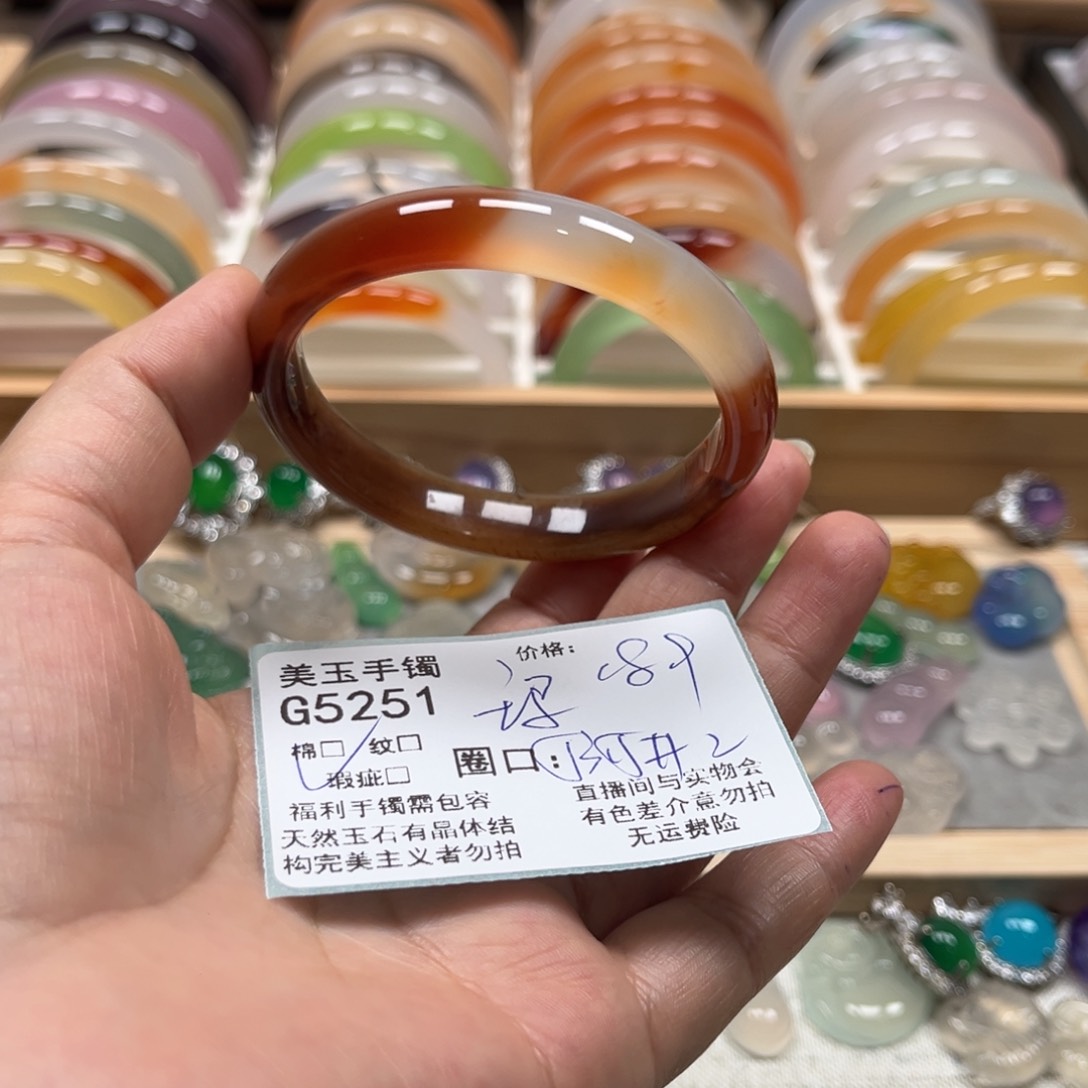 美玉手镯
价格: 89
G5251
棉□ 纹□
瑕疵□
圈口:
福利手镯需包容
天然玉石有晶体结
构完美主义者勿拍
直播间与实物会
有色差介意勿拍
无运费险